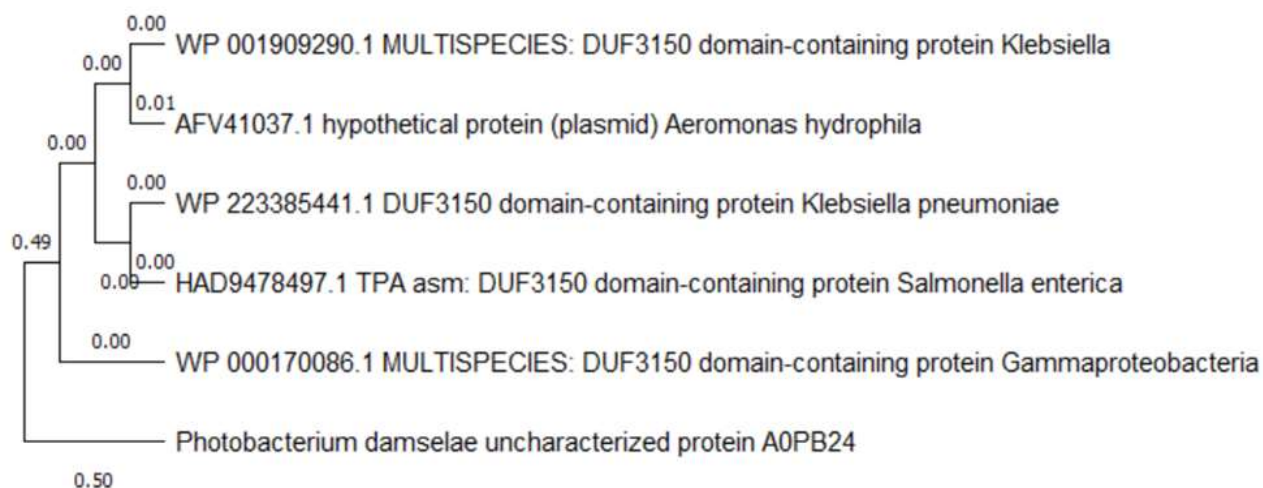 0.00
WP 001909290.1 MULTISPECIES: DUF3150 domain-containing protein Klebsiella
0.00
0.01
AFV41037.1 hypothetical protein (plasmid) Aeromonas hydrophila
0.00
0.00
WP 223385441.1 DUF3150 domain-containing protein Klebsiella pneumoniae
0.49
0.00
0.00
HAD9478497.1 TPA asm: DUF3150 domain-containing protein Salmonella enterica
0.00
WP 000170086.1 MULTISPECIES: DUF3150 domain-containing protein Gammaproteobacteria
Photobacterium damselae uncharacterized protein A0PB24
0.50